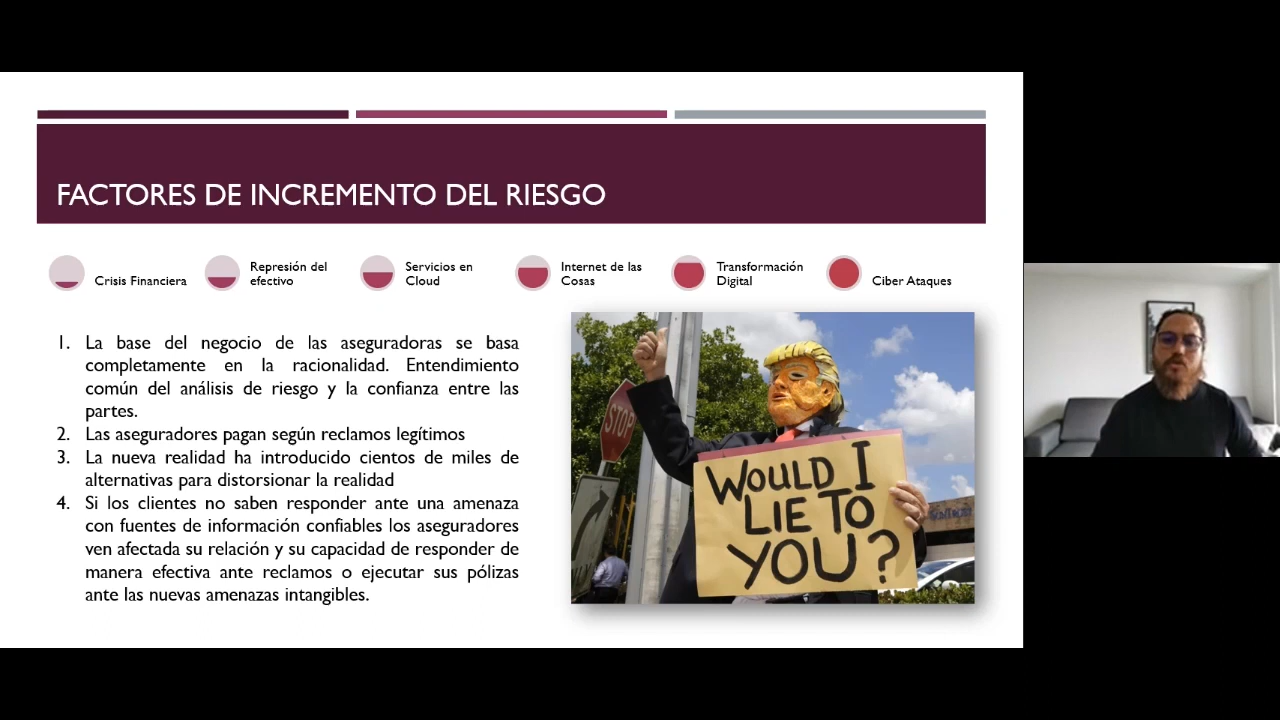 FACTORES DE INCREMENTO DEL RIESGO
Crisis Financiera
Represión del
efectivo
Servicios en
Cloud
Internet de las
Cosas
Transformación
Digital
Ciber Ataques
1. La base del negocio de las aseguradoras se basa
completamente en la racionalidad. Entendimiento
común del análisis de riesgo y la confianza entre las
partes.
2. Las aseguradores pagan según reclamos legítimos
3. La nueva realidad ha introducido cientos de miles de
alternativas para distorsionar la realidad
4. Si los clientes no saben responder ante una amenaza
con fuentes de información confiables los aseguradores
ven afectada su relación y su capacidad de responder de
manera efectiva ante reclamos o ejecutar sus pólizas
ante las nuevas amenazas intangibles.
STOP
WOULD I
LIE TO
YOU?